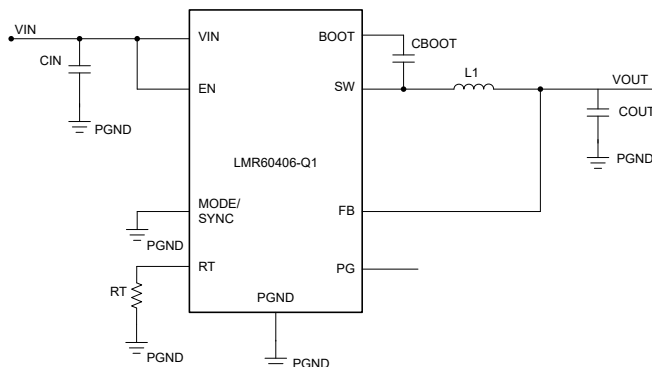 VIN
VIN
BOOT
CBOOT
CIN
L1
EN
SW
VOUT
COUT
PGND
PGND
LMR60406-Q1
MODE/
SYNC
FB
PGND
RT
PG
RT
PGND
PGND
PGND